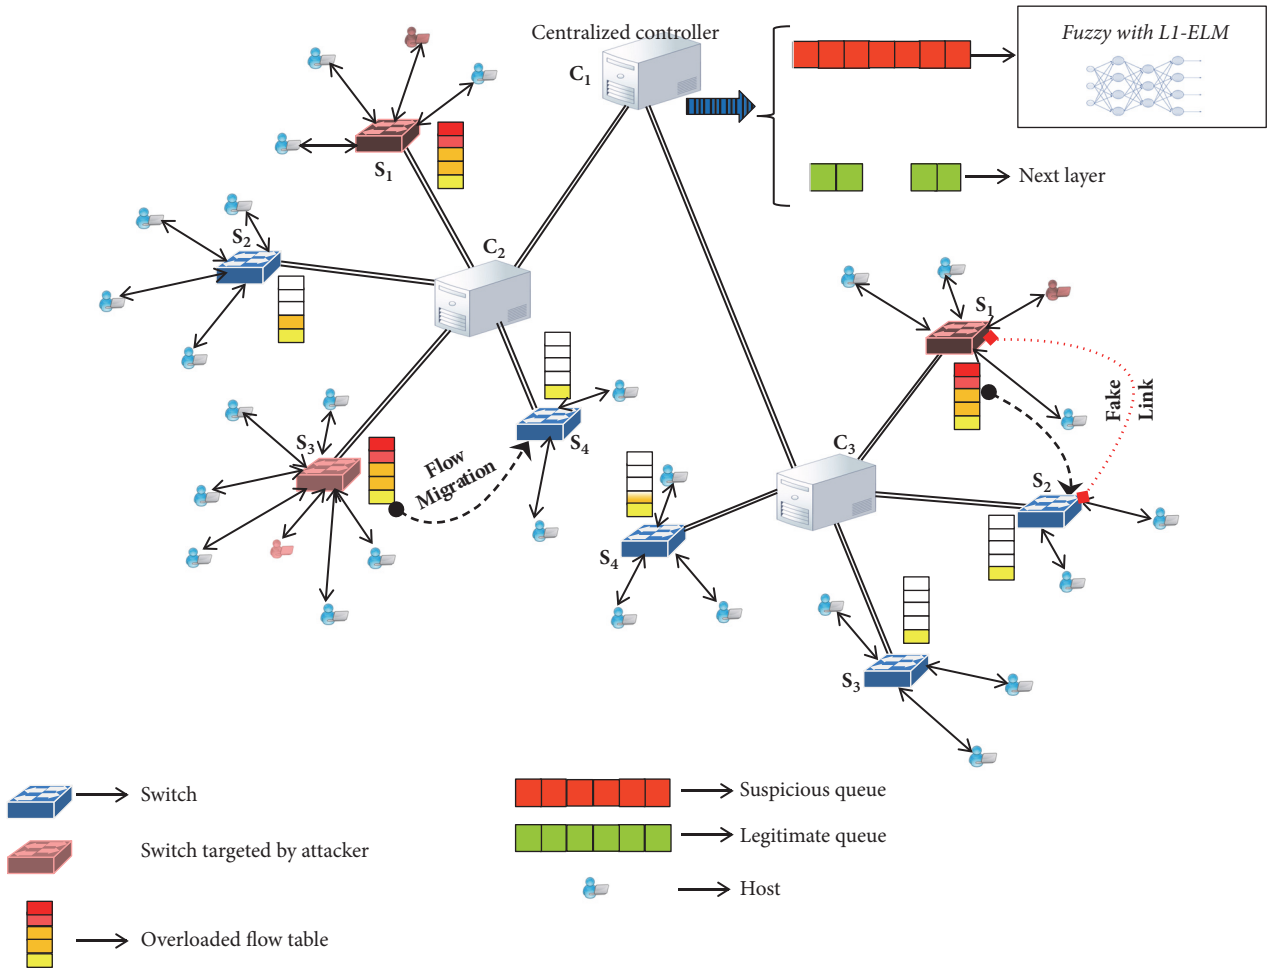 Centralized controller
C1
Fuzzy with L1-ELM
Next layer
S1
S2
C2
S3
Flow
Migration
S4
S1
Fake
Link
C3
S2
S4
S3
Switch
Switch targeted by attacker
Overloaded flow table
Suspicious queue
Legitimate queue
Host